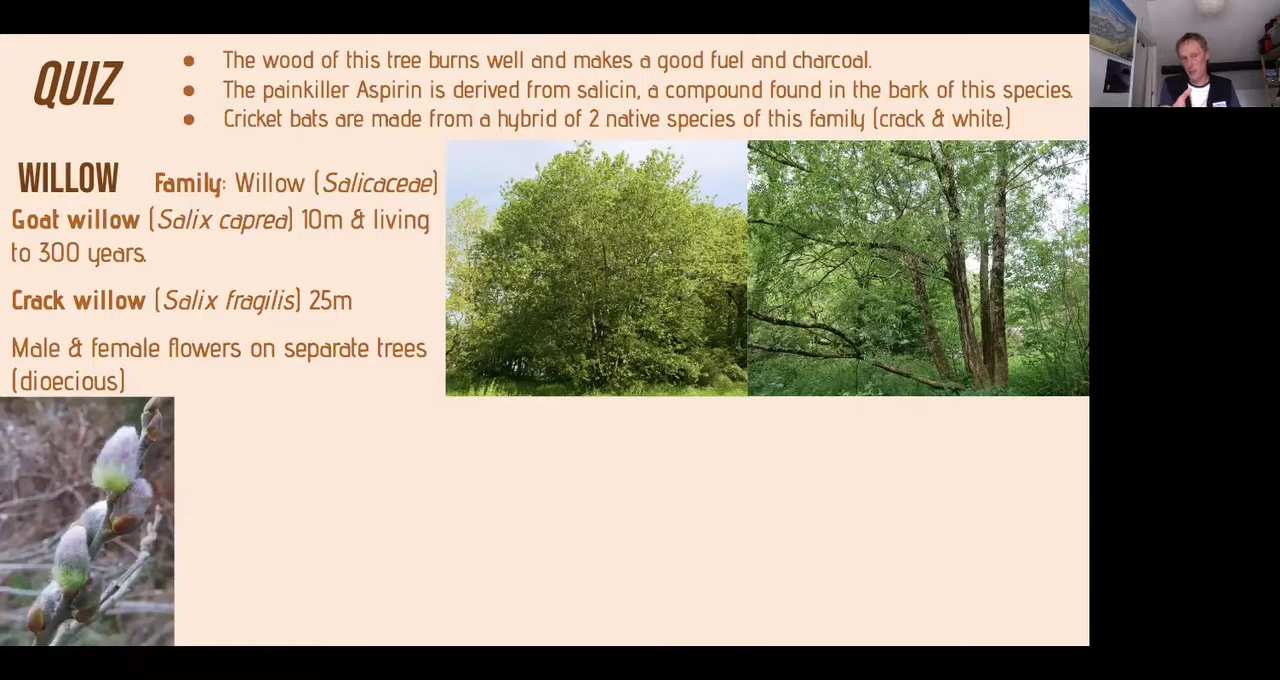 QUIZ
● The wood of this tree burns well and makes a good fuel and charcoal.
● The painkiller Aspirin is derived from salicin, a compound found in the bark of this species.
● Cricket bats are made from a hybrid of 2 native species of this family (crack & white.)
WILLOW Family: Willow (Salicaceae)
Goat willow (Salix caprea) 10m & living
to 300 years.
Crack willow (Salix fragilis) 25m
Male & female flowers on separate trees
(dioecious)